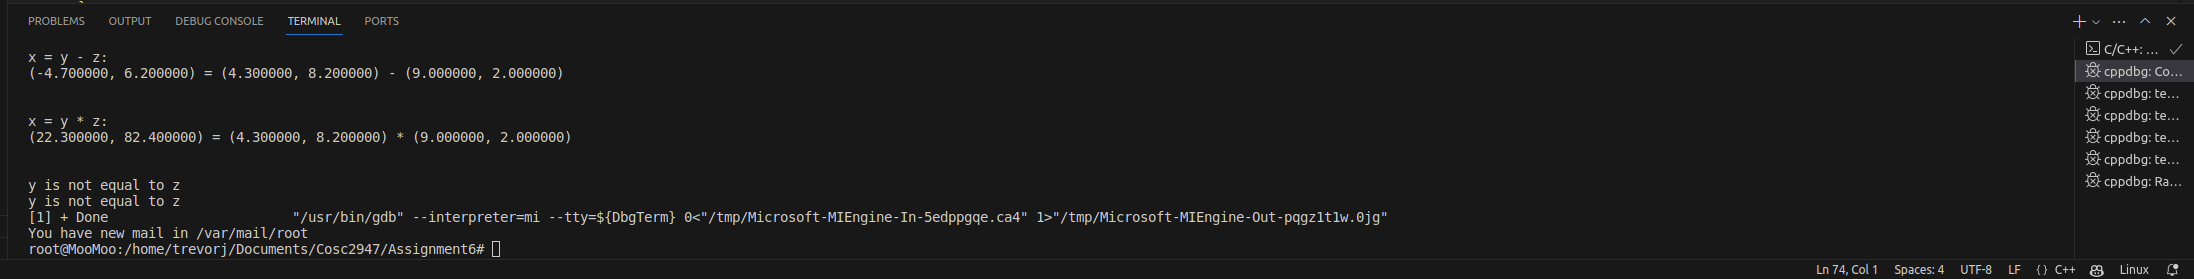 PROBLEMS OUTPUT DEBUG CONSOLE TERMINAL PORTS
x = y - z:
(-4.700000, 6.200000) = (4.300000, 8.200000) - (9.000000, 2.000000)
x = y * z:
(22.300000, 82.400000) = (4.300000, 8.200000) * (9.000000, 2.000000)
y is not equal to z
y is not equal to z
[1] + Done                       "/usr/bin/gdb" --interpreter=mi --tty=${DbgTerm} 0<"/tmp/Microsoft-MIEngine-In-5edppgqe.ca4" 1>"/tmp/Microsoft-MIEngine-Out-pqgz1t1w.0jg"
You have new mail in /var/mail/root
root@MooMoo:/home/trevorj/Documents/Cosc2947/Assignment6#
C/C++: ...
cppdbg: Co...
cppdbg: te...
cppdbg: te...
cppdbg: te...
cppdbg: te...
cppdbg: Ra...
Ln 74, Col 1 Spaces: 4 UTF-8 LF {} C++ Linux